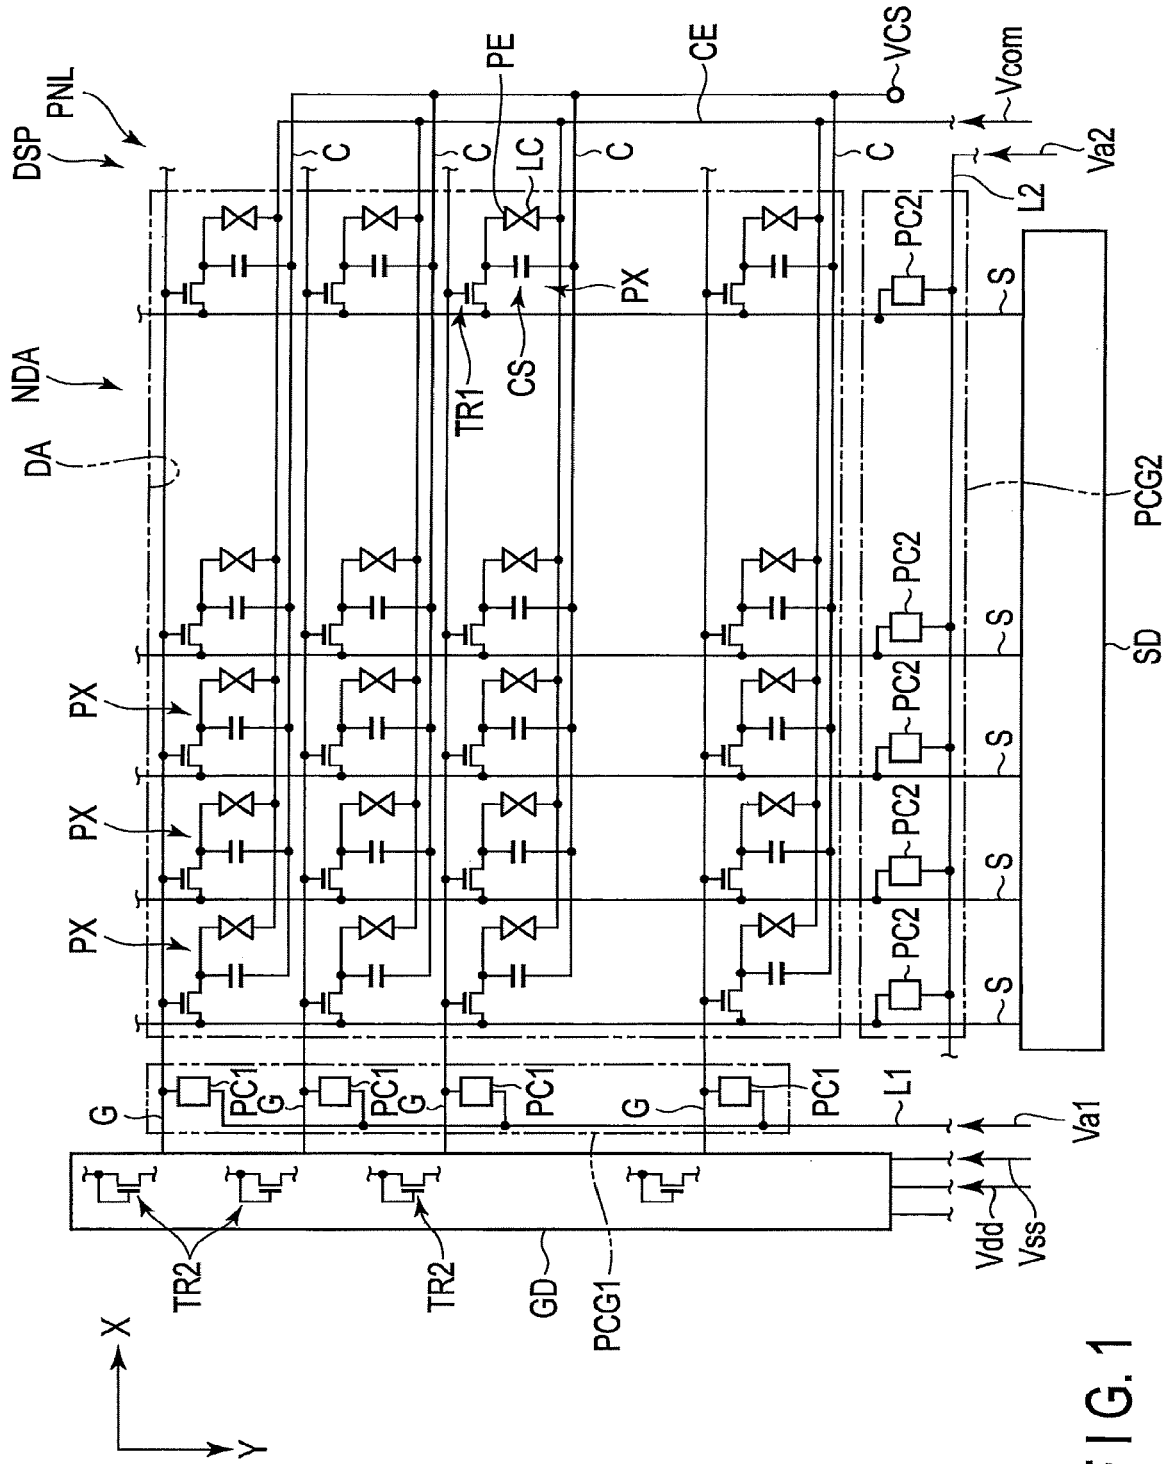 DSP
PNL
NDA
DA
PX
PX
PX
PE
LC
C
C
C
C
CE
VCS
Vcom
Va2
L2
TR1
CS
PX
PC2
PC2
PC2
PC2
PC2
S
S
S
S
S
PCG2
SD
G
G
G
G
PC1
PC1
PC1
PC1
L1
Va1
Vss
Vdd
TR2
TR2
GD
PCG1
X
Y
FIG. 1